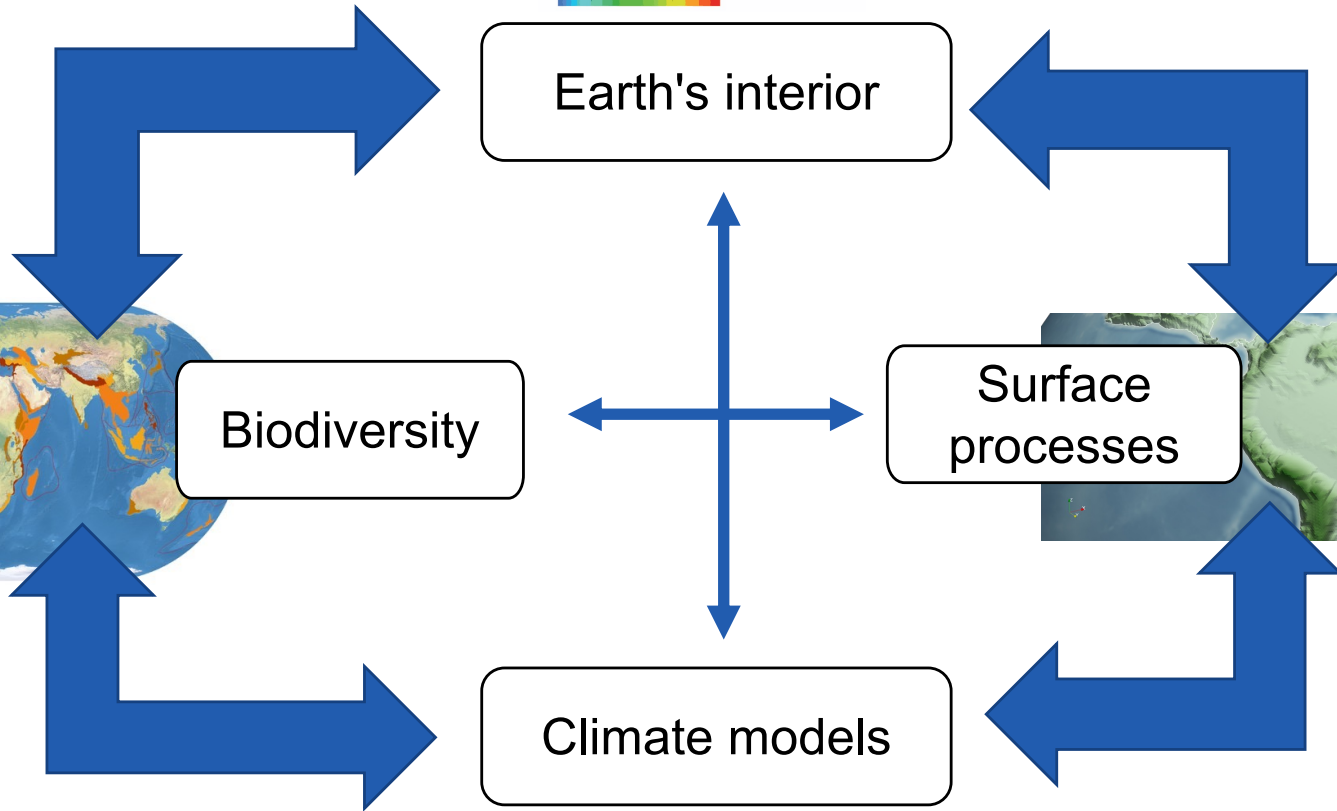 Earth's interior
Biodiversity
Surface
processes
Climate models